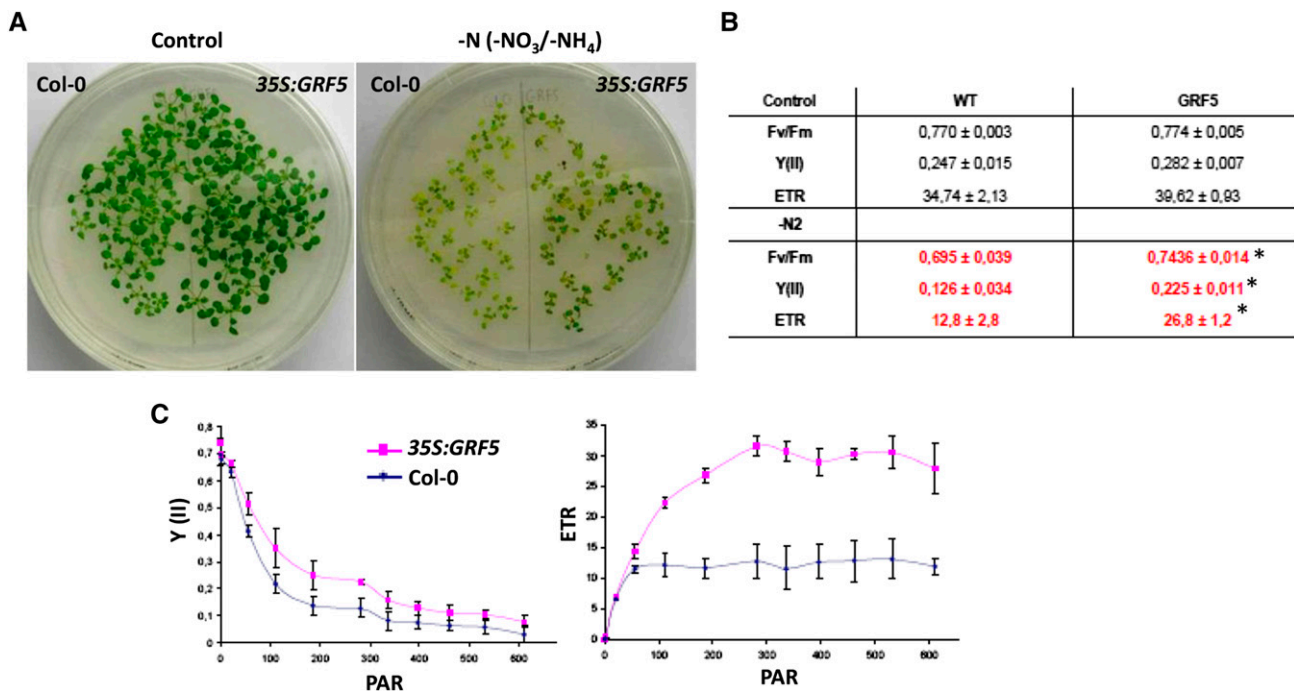 A
Control
-N (-NO3/-NH4)
Col-0
35S:GRF5
Col-0
35S:GRF5
B
Control WT GRF5
Fv/Fm 0,770 ± 0,003 0,774 ± 0,005
Y(II) 0,247 ± 0,015 0,282 ± 0,007
ETR 34,74 ± 2,13 39,62 ± 0,93
-N2
Fv/Fm 0,695 ± 0,039 0,7436 ± 0,014 *
Y(II) 0,126 ± 0,034 0,225 ± 0,011 *
ETR 12,8 ± 2,8 26,8 ± 1,2 *
C
0,8
0,7
0,6
0,5
0,4
0,3
0,2
0,1
0
Y (II)
0 100 200 300 400 500 600
PAR
35S:GRF5
Col-0
35
30
25
20
15
10
5
0
ETR
0 100 200 300 400 500 600
PAR